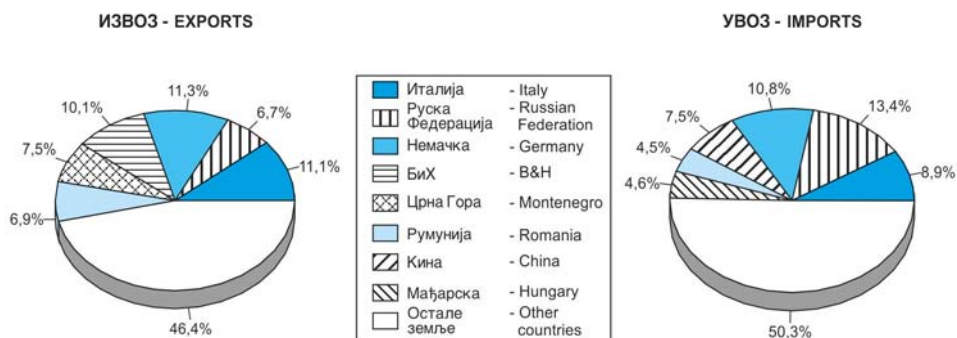 ИЗВОЗ - EXPORTS
УВОЗ - IMPORTS
11,3%
10,1%
6,7%
7,5%
11,1%
6,9%
46,4%
Италија - Italy
Руска - Russian
Федерација Federation
Немачка - Germany
БиХ - B&H
Црна Гора - Montenegro
Румунија - Romania
Кина - China
Мађарска - Hungary
Остале - Other
земље countries
10,8%
7,5%
13,4%
4,5%
8,9%
4,6%
50,3%